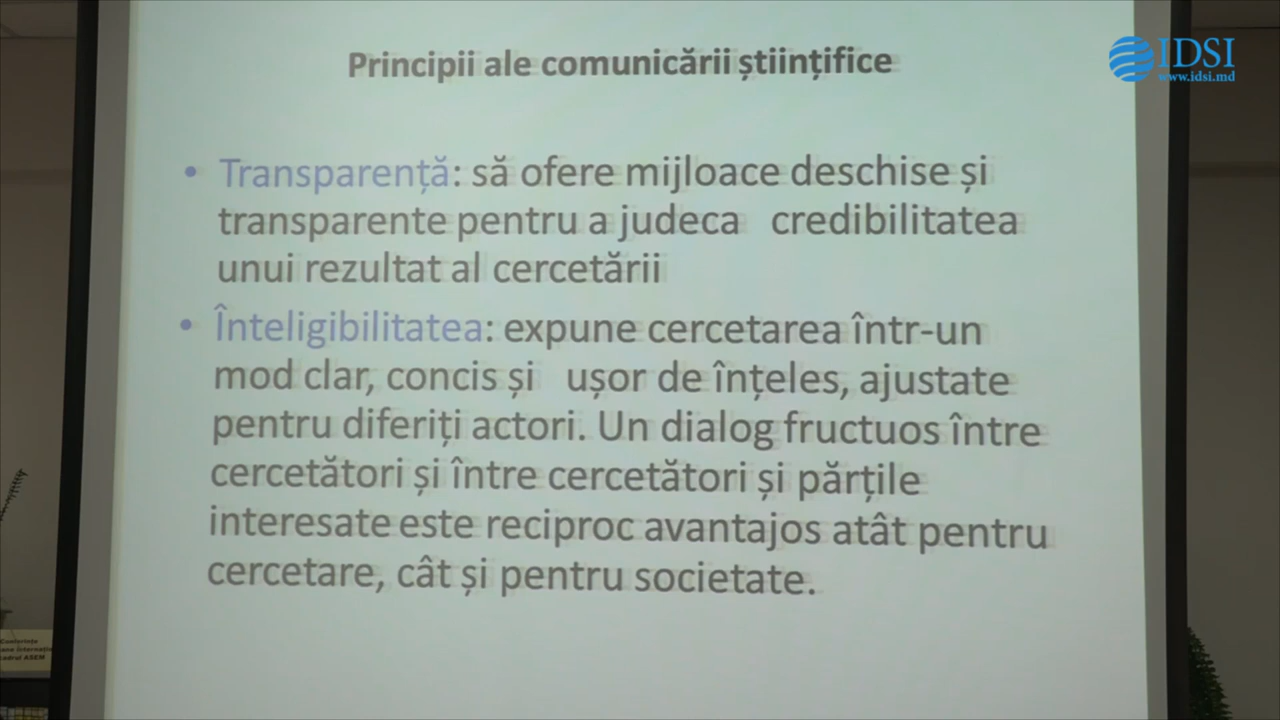 Principii ale comunicării științifice
IDSI
www.idsi.md
• Transparență: să ofere mijloace deschise și
transparente pentru a judeca credibilitatea
unui rezultat al cercetării
• Înteligibilitatea: expune cercetarea într-un
mod clar, concis și ușor de înțeles, ajustate
pentru diferiți actori. Un dialog fructuos între
cercetători și între cercetători și părțile
interesate este reciproc avantajos atât pentru
cercetare, cât și pentru societate.
cadrul ASEM